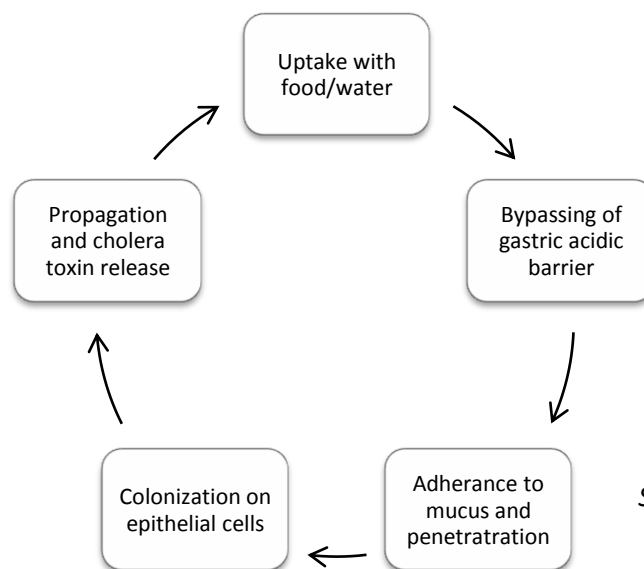 Uptake with
food/water
Bypassing of
gastric acidic
barrier
Adherance to
mucus and
penetratration
Colonization on
epithelial cells
Propagation
and cholera
toxin release